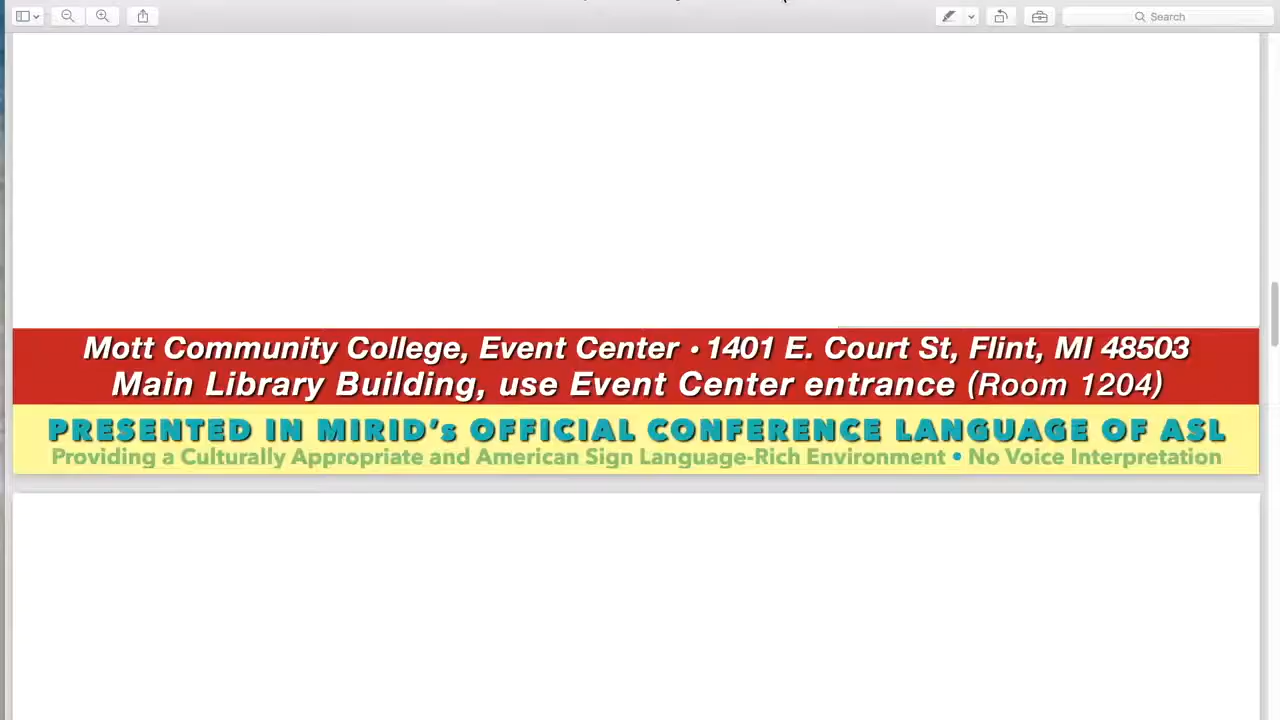 Search
Mott Community College, Event Center • 1401 E. Court St, Flint, MI 48503
Main Library Building, use Event Center entrance (Room 1204)
PRESENTED IN MIRID's OFFICIAL CONFERENCE LANGUAGE OF ASL
Providing a Culturally Appropriate and American Sign Language-Rich Environment • No Voice Interpretation